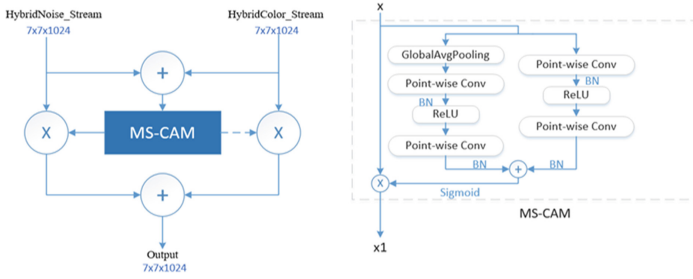 HybridNoise_Stream
7x7x1024
HybridColor_Stream
7x7x1024
+
X
MS-CAM
X
+
Output
7x7x1024
x
GlobalAvgPooling
Point-wise Conv
BN
ReLU
Point-wise Conv
BN
Point-wise Conv
BN
ReLU
Point-wise Conv
BN
+
X
Sigmoid
MS-CAM
x1